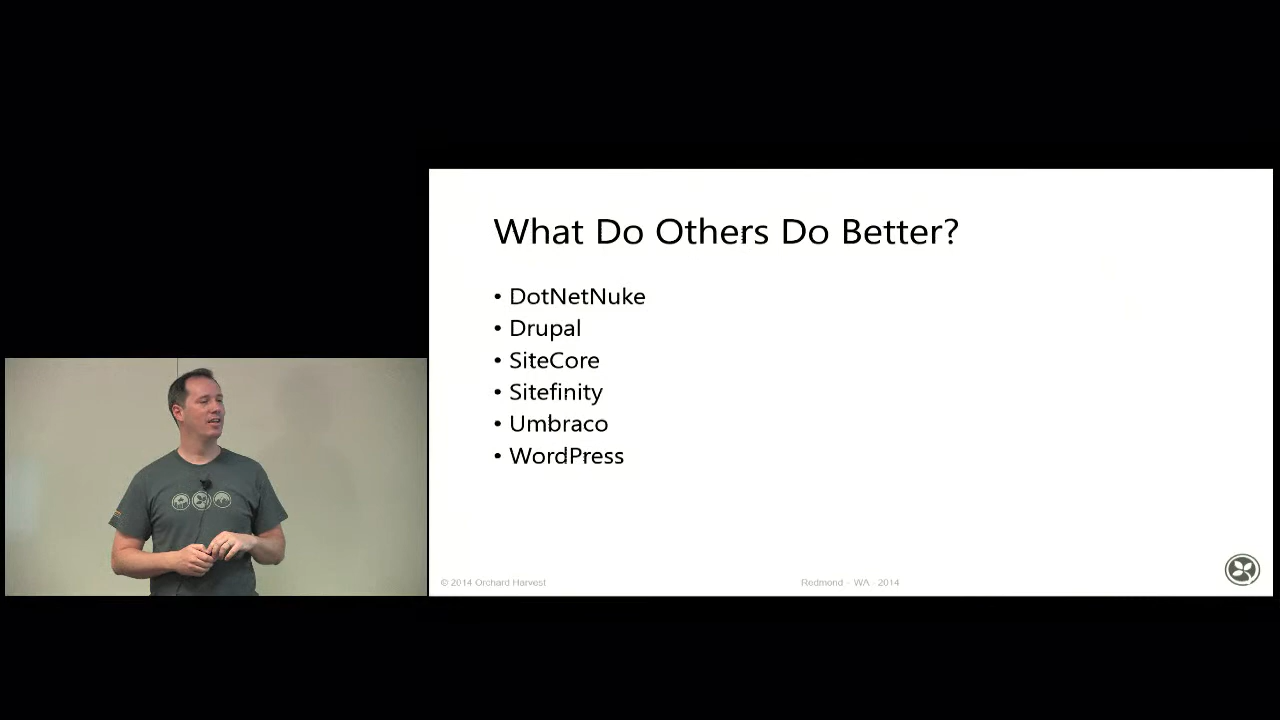 What Do Others Do Better?
• DotNetNuke
• Drupal
• SiteCore
• Sitefinity
• Umbraco
• WordPress
© 2014 Orchard Harvest
Redmond - WA - 2014